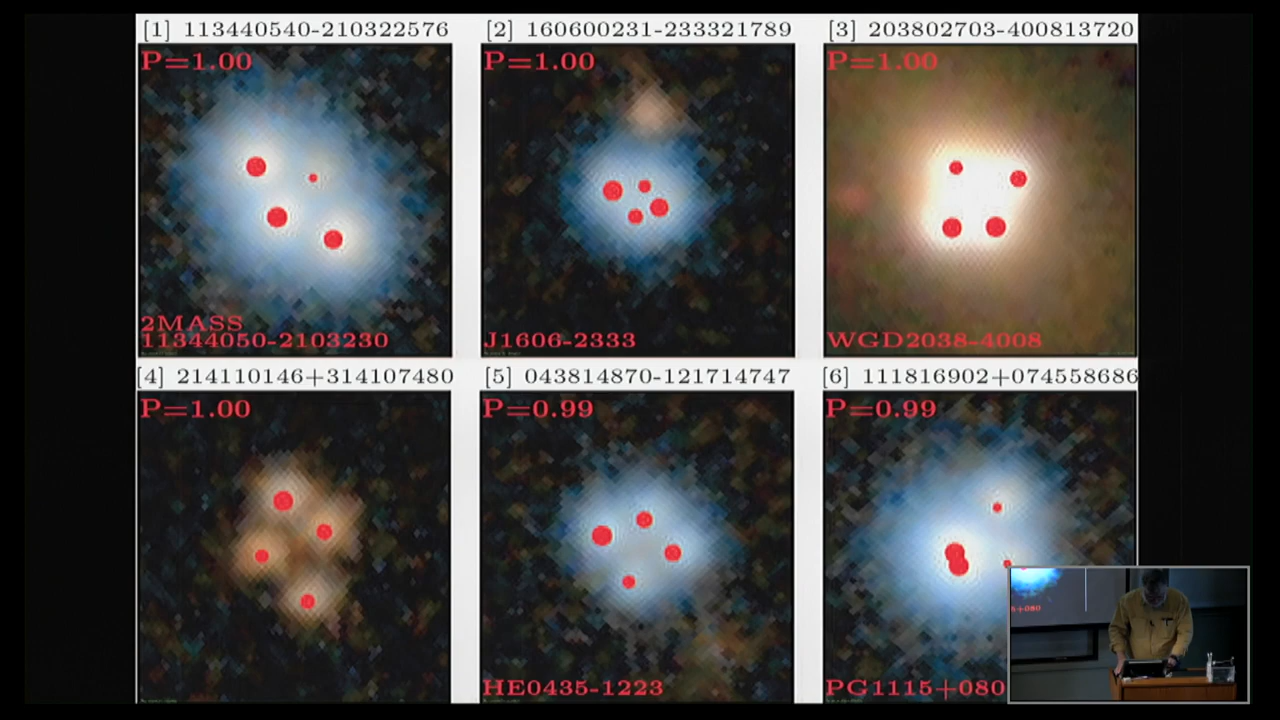 [1] 113440540-210322576
P=1.00
2MASS
11344050-2103230
[2] 160600231-233321789
P=1.00
J1606-2333
[3] 203802703-400813720
P=1.00
WGD2038-4008
[4] 214110146+314107480
P=1.00
[5] 043814870-121714747
P=0.99
HE0435-1223
[6] 111816902+074558686
P=0.99
PG1115+080
5+080